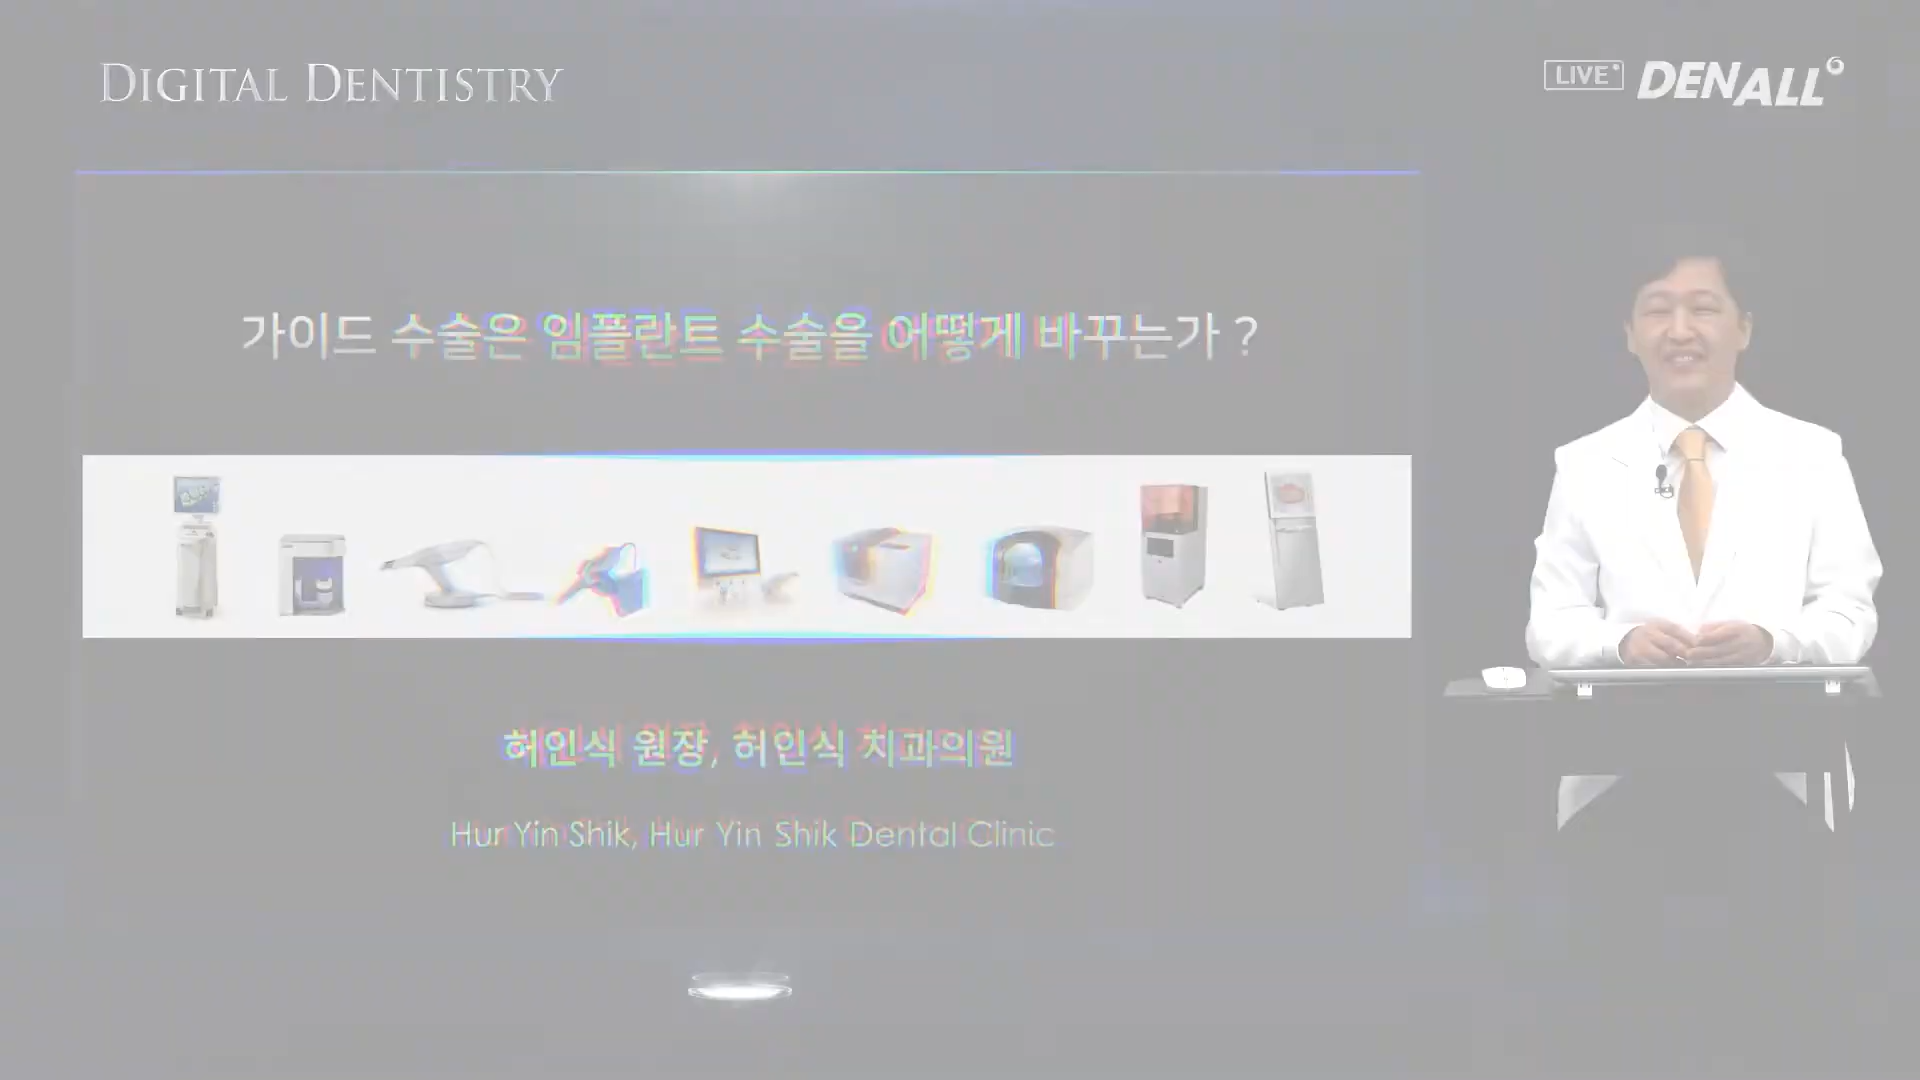 DIGITAL DENTISTRY
LIVE DENALL
가이드 수술은 임플란트 수술을 어떻게 바꾸는가 ?
허인식 원장, 허인식 치과의원
Hur Yin Shik, Hur Yin Shik Dental Clinic